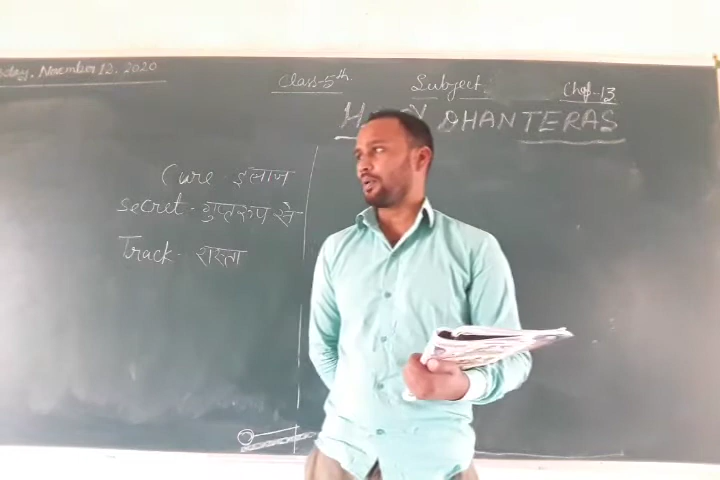 November 12, 2020
Class-5th
Subject
Chap-13
DHANTERAS
Cure इलाज
Secret - गुप्तरुप से
Track - रास्ता